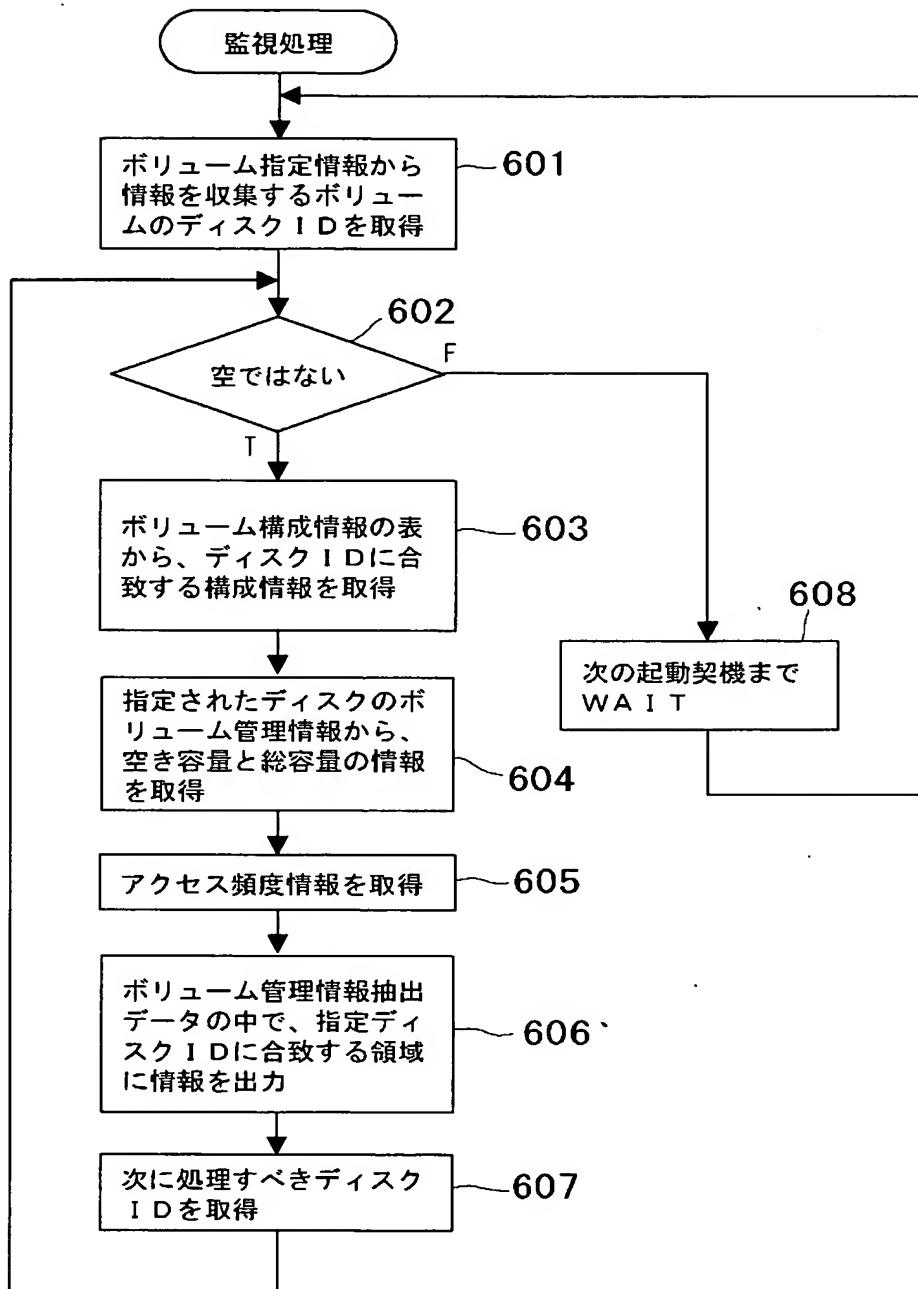 監視処理
ボリューム指定情報から
情報を収集するボリュー
ムのディスクＩＤを取得
601
602
空ではない
F
T
ボリューム構成情報の表
から、ディスクＩＤに合
致する構成情報を取得
603
608
次の起動契機まで
ＷＡＩＴ
指定されたディスクのボ
リューム管理情報から、
空き容量と総容量の情報
を取得
604
アクセス頻度情報を取得
605
ボリューム管理情報抽出
データの中で、指定ディ
スクＩＤに合致する領域
に情報を出力
606
次に処理すべきディスク
ＩＤを取得
607